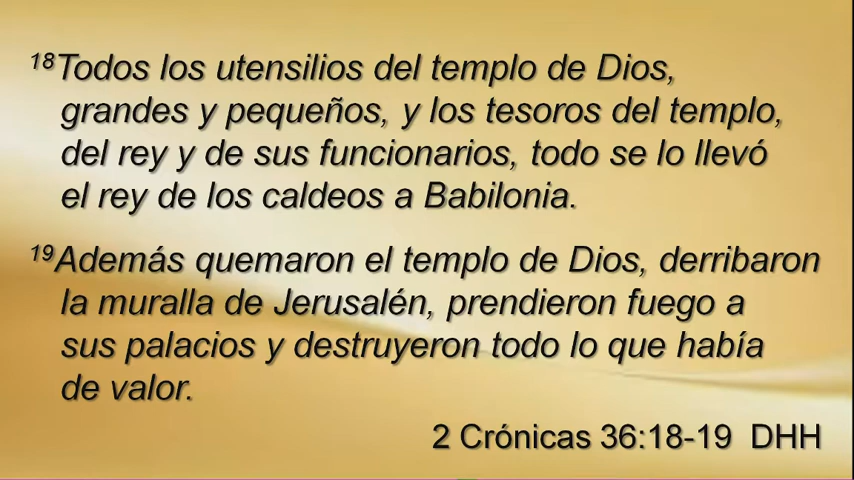 18Todos los utensilios del templo de Dios,
grandes y pequeños, y los tesoros del templo,
del rey y de sus funcionarios, todo se lo llevó
el rey de los caldeos a Babilonia.
19Además quemaron el templo de Dios, derribaron
la muralla de Jerusalén, prendieron fuego a
sus palacios y destruyeron todo lo que había
de valor.
2 Crónicas 36:18-19 DHH